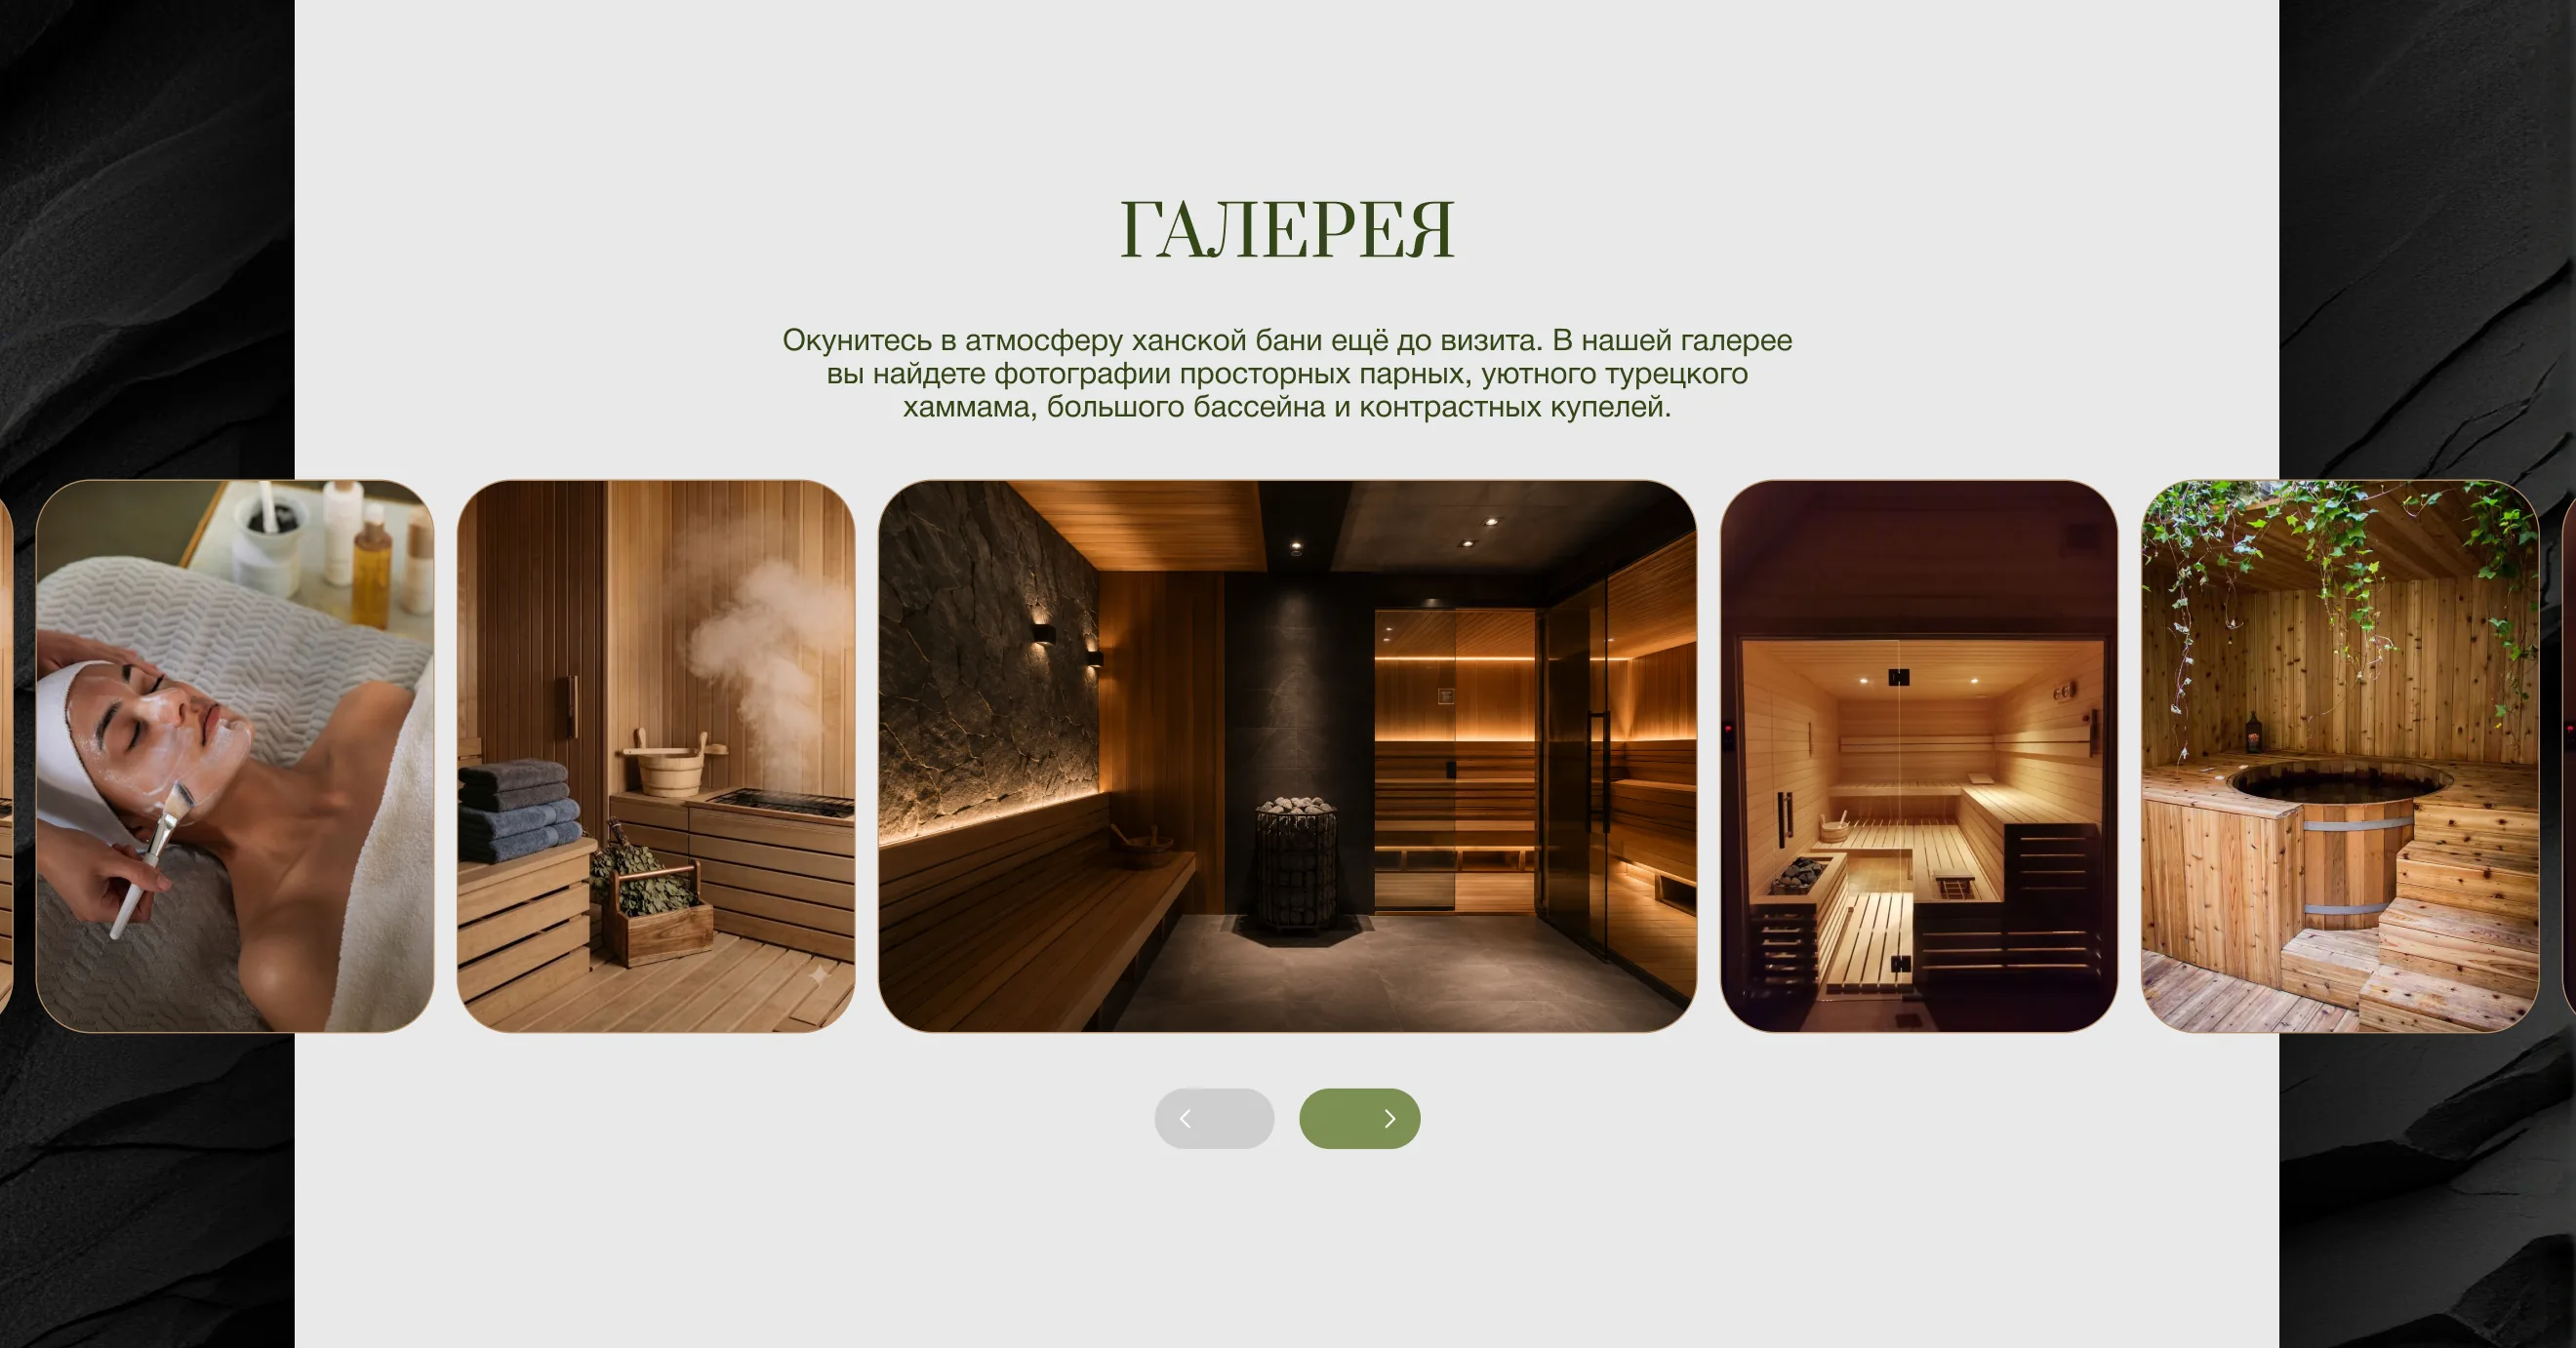 ГАЛЕРЕЯ
Окунитесь в атмосферу ханской бани ещё до визита. В нашей галерее
вы найдете фотографии просторных парных, уютного турецкого
хаммама, большого бассейна и контрастных купелей.